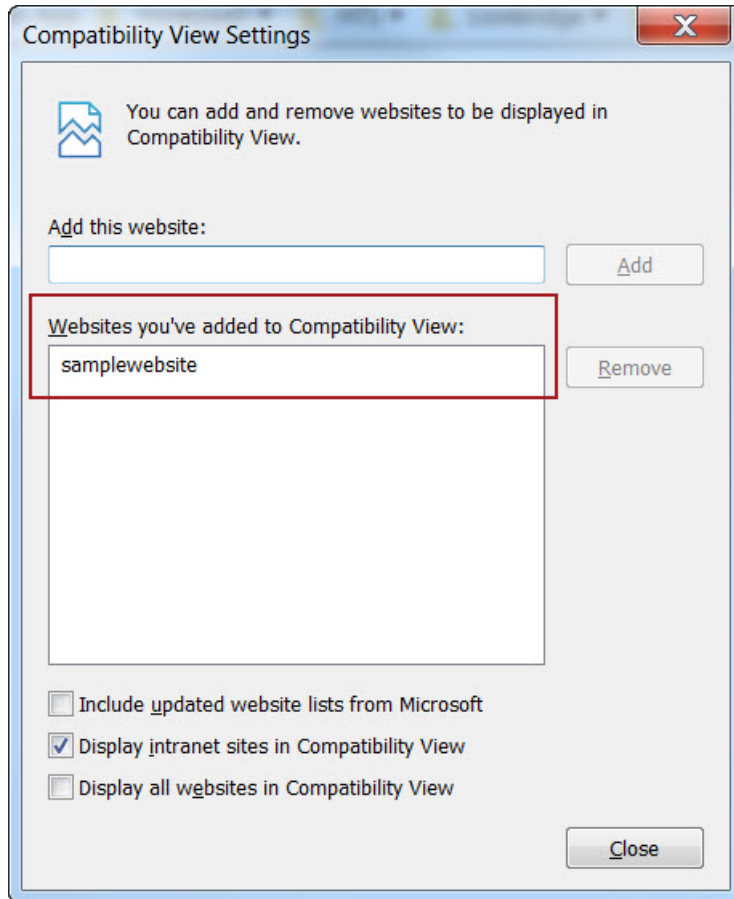 Compatibility View Settings
You can add and remove websites to be displayed in
Compatibility View.
Add this website:
Add
Websites you've added to Compatibility View:
samplewebsite
Remove
Include updated website lists from Microsoft
Display intranet sites in Compatibility View
Display all websites in Compatibility View
Close